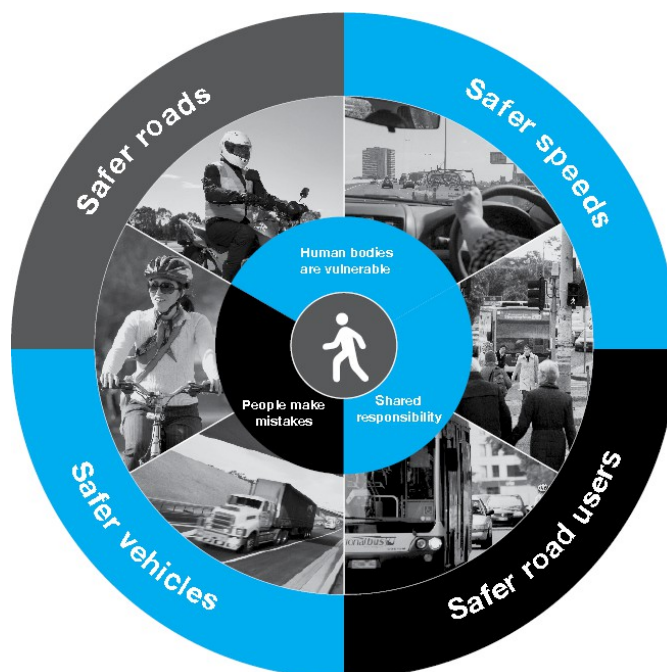 Safer roads
Safer speeds
Human bodies
are vulnerable
People make
mistakes
Shared
responsibility
Safer vehicles
Safer road users